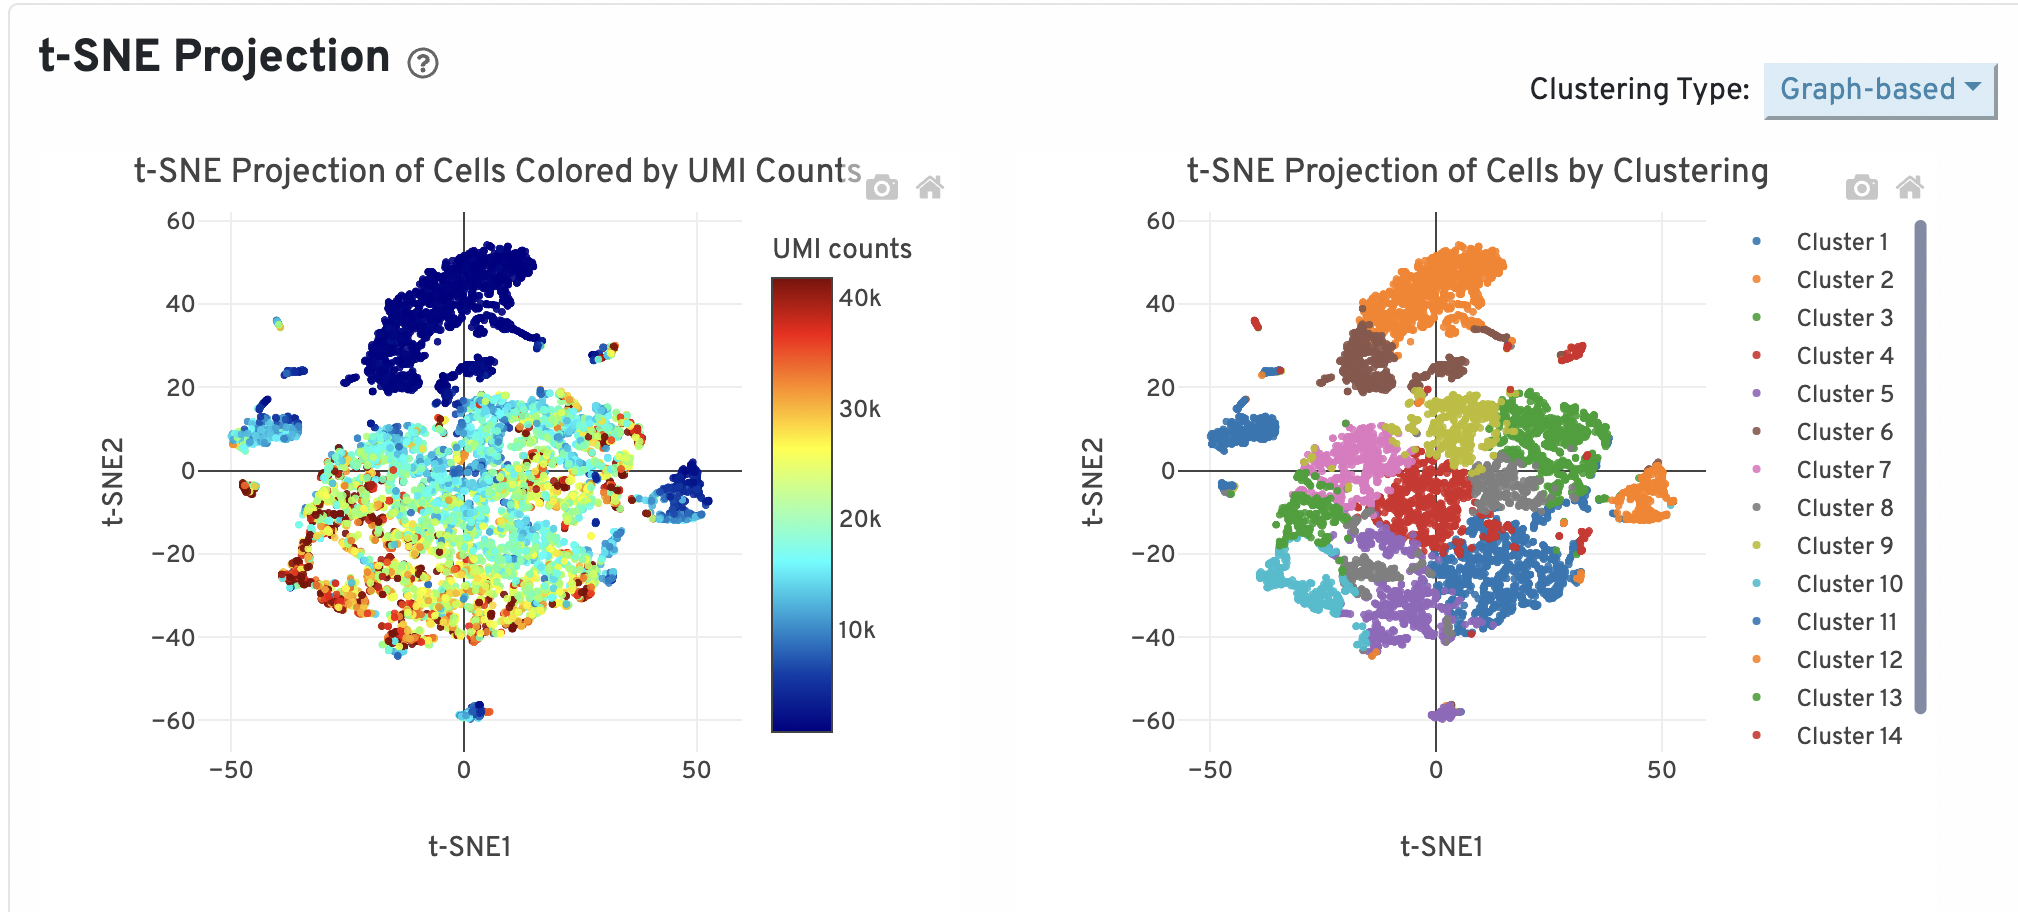 t-SNE Projection ?
Clustering Type: Graph-based
t-SNE Projection of Cells Colored by UMI Counts
60
40
20
0
−20
−40
−60
−50
0
50
t-SNE2
t-SNE1
UMI counts
40k
30k
20k
10k
t-SNE Projection of Cells by Clustering
60
40
20
0
−20
−40
−60
−50
0
50
t-SNE2
t-SNE1
Cluster 1
Cluster 2
Cluster 3
Cluster 4
Cluster 5
Cluster 6
Cluster 7
Cluster 8
Cluster 9
Cluster 10
Cluster 11
Cluster 12
Cluster 13
Cluster 14